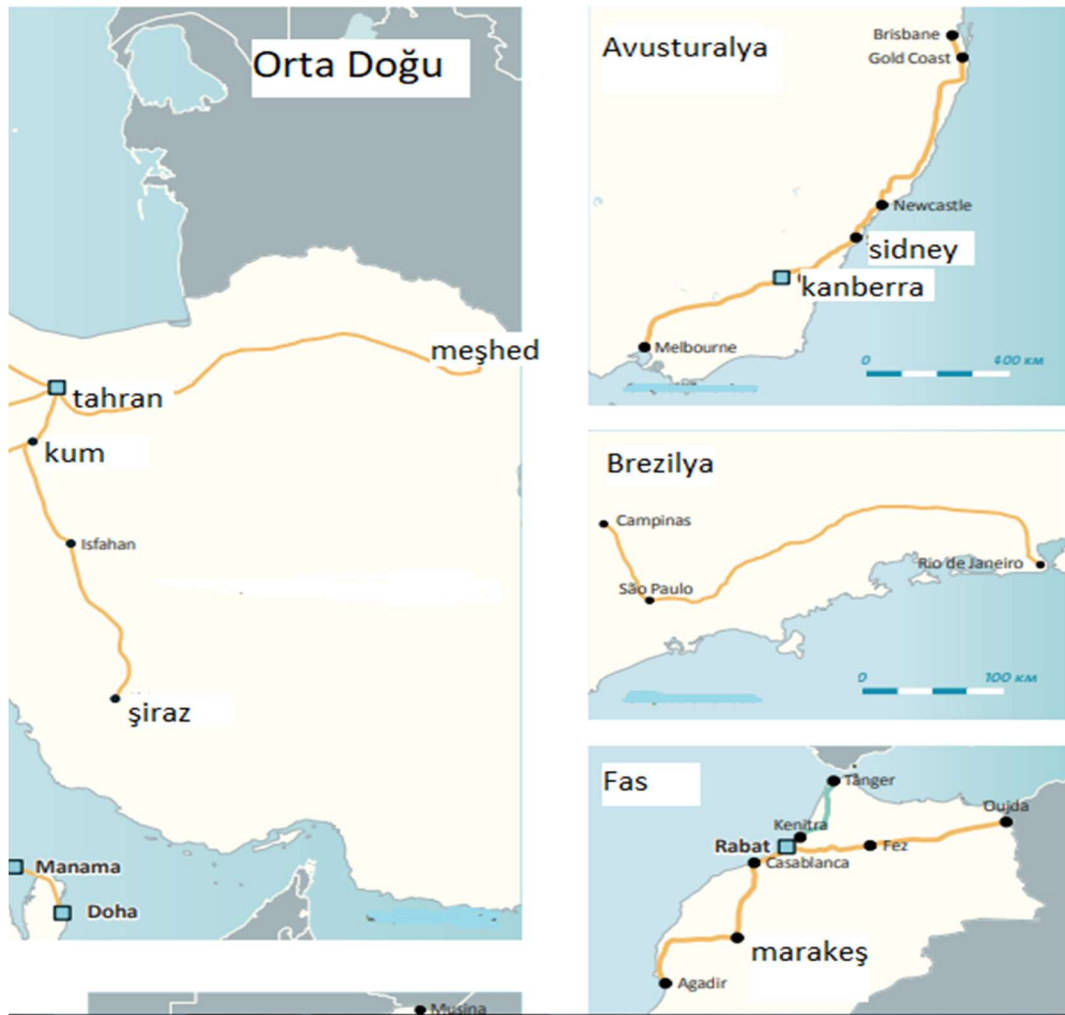 Orta Doğu
meşhed
tahran
kum
Isfahan
şiraz
Manama
Doha
Musina
Avusturalya
Brisbane
Gold Coast
Newcastle
sidney
kanberra
Melbourne
0 400 км
Brezilya
Campinas
São Paulo
Rio de Janeiro
0 100 км
Fas
Tanger
Oujda
Kenitra
Rabat
Fez
Casablanca
marakeş
Agadir